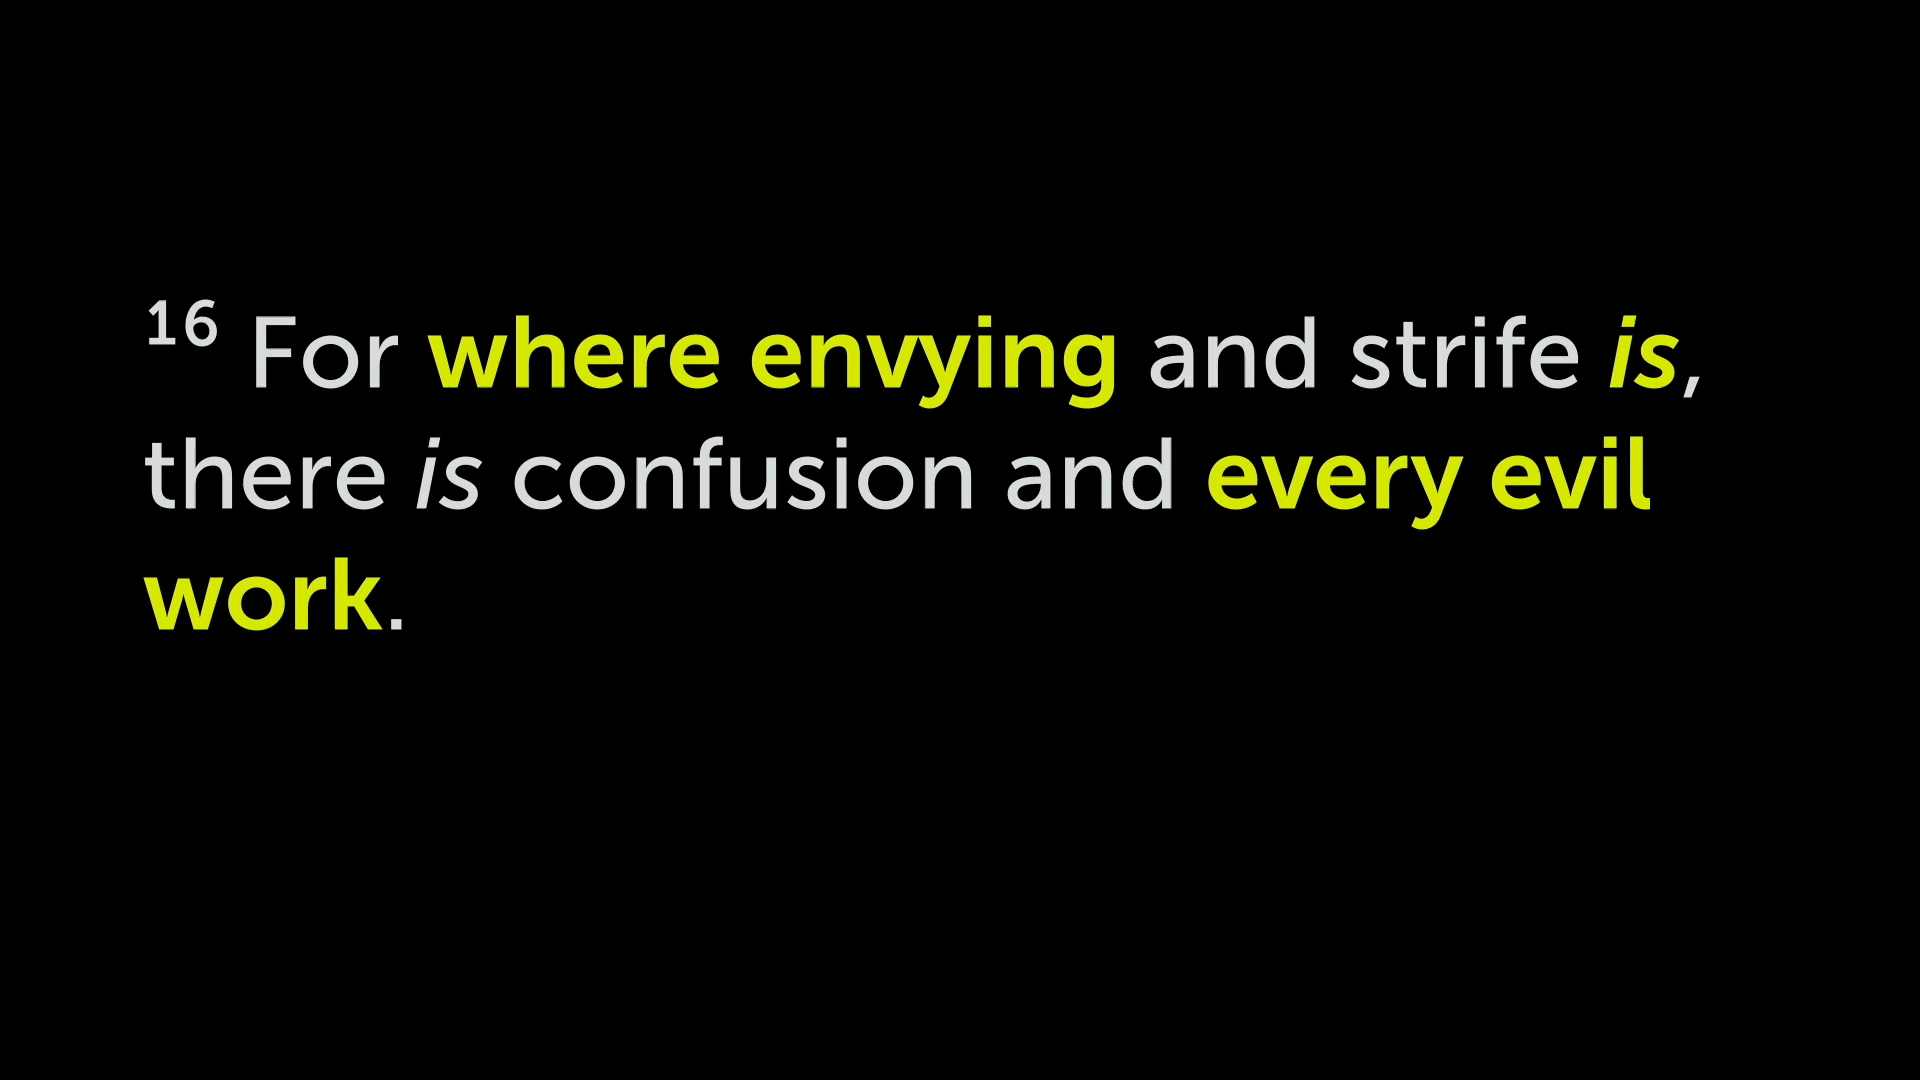 16 For where envying and strife is,
there is confusion and every evil
work.